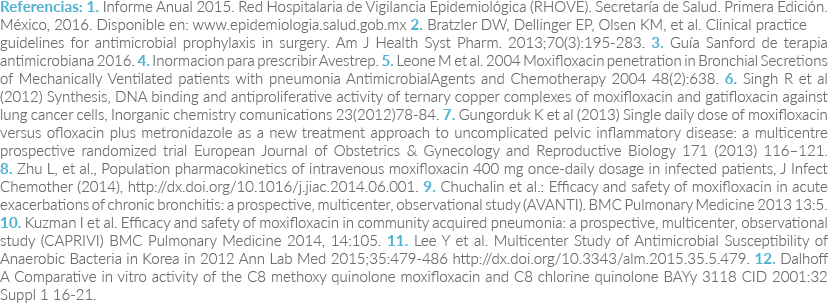 Referencias: 1. Informe Anual 2015. Red Hospitalaria de Vigilancia Epidemiológica (RHOVE). Secretaría de Salud. Primera Edición.
México, 2016. Disponible en: www.epidemiologia.salud.gob.mx 2. Bratzler DW, Dellinger EP, Olsen KM, et al. Clinical practice
guidelines for antimicrobial prophylaxis in surgery. Am J Health Syst Pharm. 2013;70(3):195-283. 3. Guía Sanford de terapia
antimicrobiana 2016. 4. Inormacion para prescribir Avestrep. 5. Leone M et al. 2004 Moxifloxacin penetration in Bronchial Secretions
of Mechanically Ventilated patients with pneumonia AntimicrobialAgents and Chemotherapy 2004 48(2):638. 6. Singh R et al
(2012) Synthesis, DNA binding and antiproliferative activity of ternary copper complexes of moxifloxacin and gatifloxacin against
lung cancer cells, Inorganic chemistry comunications 23(2012)78-84. 7. Gungorduk K et al (2013) Single daily dose of moxifloxacin
versus ofloxacin plus metronidazole as a new treatment approach to uncomplicated pelvic inflammatory disease: a multicentre
prospective randomized trial European Journal of Obstetrics & Gynecology and Reproductive Biology 171 (2013) 116–121.
8. Zhu L, et al., Population pharmacokinetics of intravenous moxifloxacin 400 mg once-daily dosage in infected patients, J Infect
Chemother (2014), http://dx.doi.org/10.1016/j.jiac.2014.06.001. 9. Chuchalin et al.: Efficacy and safety of moxifloxacin in acute
exacerbations of chronic bronchitis: a prospective, multicenter, observational study (AVANTI). BMC Pulmonary Medicine 2013 13:5.
10. Kuzman I et al. Efficacy and safety of moxifloxacin in community acquired pneumonia: a prospective, multicenter, observational
study (CAPRIVI) BMC Pulmonary Medicine 2014, 14:105. 11. Lee Y et al. Multicenter Study of Antimicrobial Susceptibility of
Anaerobic Bacteria in Korea in 2012 Ann Lab Med 2015;35:479-486 http://dx.doi.org/10.3343/alm.2015.35.5.479. 12. Dalhoff
A Comparative in vitro activity of the C8 methoxy quinolone moxifloxacin and C8 chlorine quinolone BAYy 3118 CID 2001:32
Suppl 1 16-21.